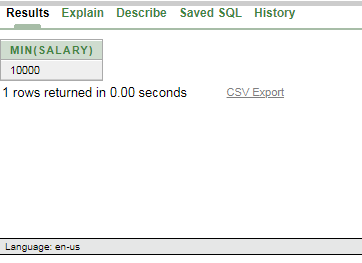 Results Explain Describe Saved SQL History
MIN(SALARY)
10000
1 rows returned in 0.00 seconds CSV Export
Language: en-us